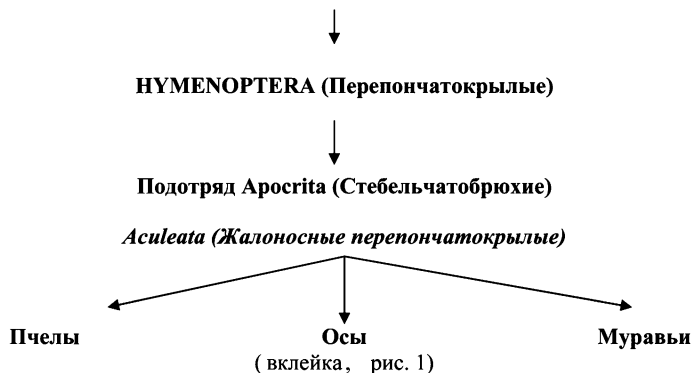 HYMENOPTERA (Перепончатокрылые)
Подотряд Apocrita (Стебельчатобрюхие)
Aculeata (Жалоносные перепончатокрылые)
Пчелы Осы Муравьи
( вклейка, рис. 1)